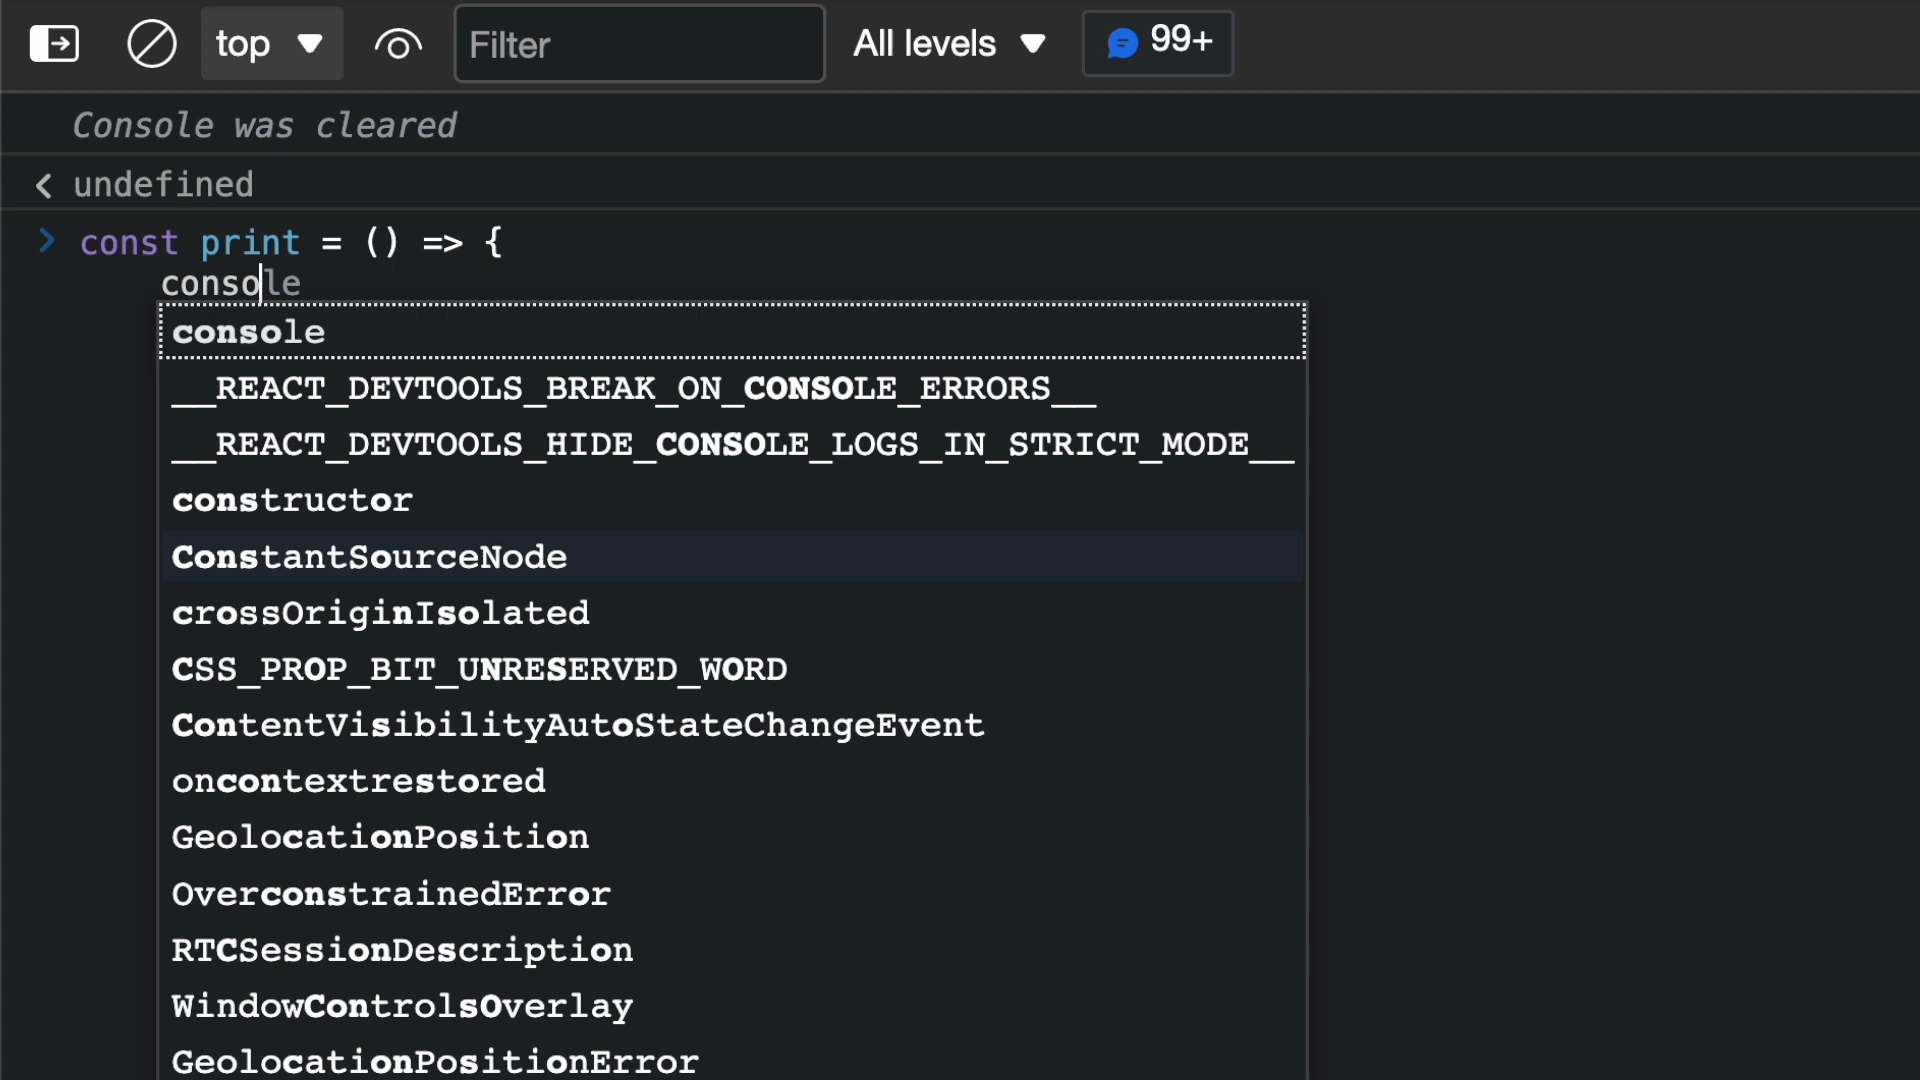 top Filter All levels 99+
Console was cleared
undefined
const print = () => {
console
console
__REACT_DEVTOOLS_BREAK_ON_CONSOLE_ERRORS__
__REACT_DEVTOOLS_HIDE_CONSOLE_LOGS_IN_STRICT_MODE__
constructor
ConstantSourceNode
crossOriginIsolated
CSS_PROP_BIT_UNRESERVED_WORD
ContentVisibilityAutoStateChangeEvent
oncontextrestored
GeolocationPosition
OverconstrainedError
RTCSessionDescription
WindowControlsOverlay
GeolocationPositionError